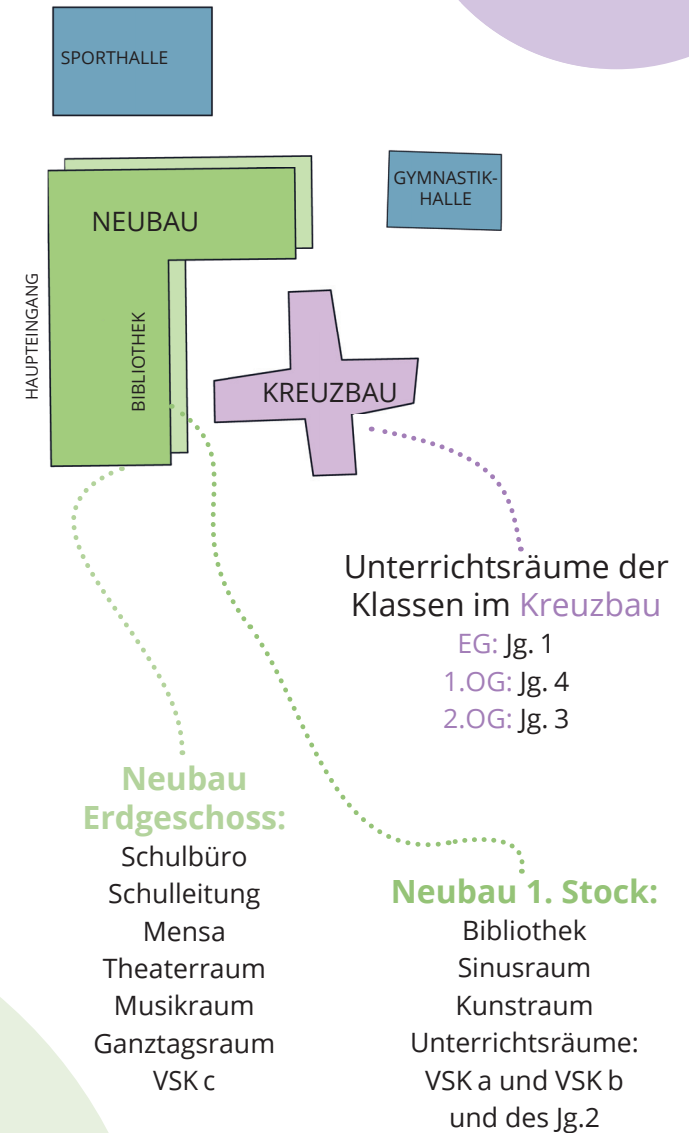 SPORTHALLE
GYMNASTIK-
HALLE
NEUBAU
HAUPTEINGANG
BIBLIOTHEK
KREUZBAU
Unterrichtsräume der
Klassen im Kreuzbau
EG: Jg. 1
1.OG: Jg. 4
2.OG: Jg. 3
Neubau
Erdgeschoss:
Schulbüro
Schulleitung
Mensa
Theaterraum
Musikraum
Ganztagsraum
VSK c
Neubau 1. Stock:
Bibliothek
Sinusraum
Kunstraum
Unterrichtsräume:
VSK a und VSK b
und des Jg.2